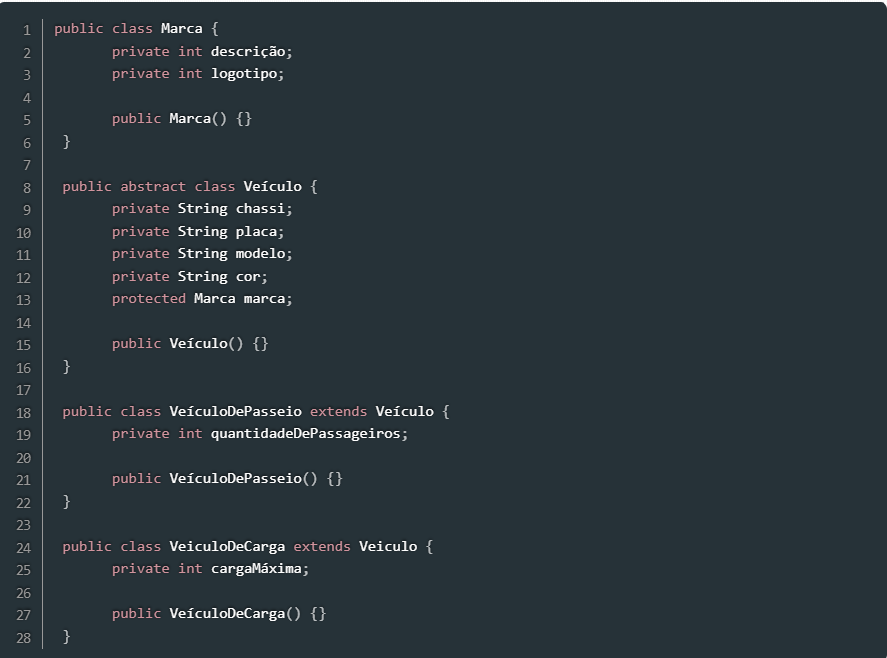 1 public class Marca {
2 private int descrição;
3 private int logotipo;
4
5 public Marca() {}
6 }
7
8 public abstract class Veículo {
9 private String chassi;
10 private String placa;
11 private String modelo;
12 private String cor;
13 protected Marca marca;
14
15 public Veículo() {}
16 }
17
18 public class VeículoDePasseio extends Veículo {
19 private int quantidadeDePassageiros;
20
21 public VeículoDePasseio() {}
22 }
23
24 public class VeiculoDeCarga extends Veiculo {
25 private int cargaMáxima;
26
27 public VeículoDeCarga() {}
28 }